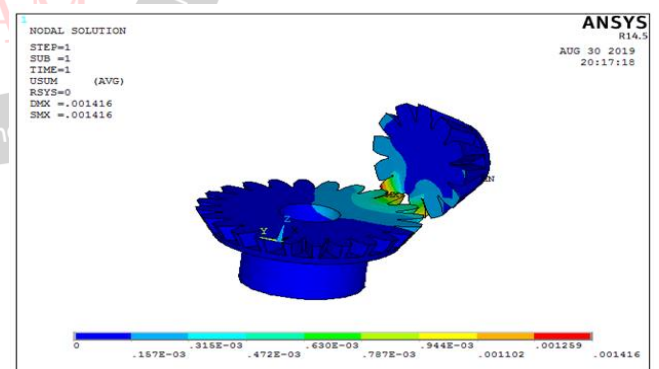 1
NODAL SOLUTION
STEP=1
SUB =1
TIME=1
USUM (AVG)
RSYS=0
DMX =.001416
SMX =.001416
ANSYS
R14.5
AUG 30 2019
20:17:18
Z
Y
0 .315E-03 .630E-03 .944E-03 .001259
.157E-03 .472E-03 .787E-03 .001102 .001416